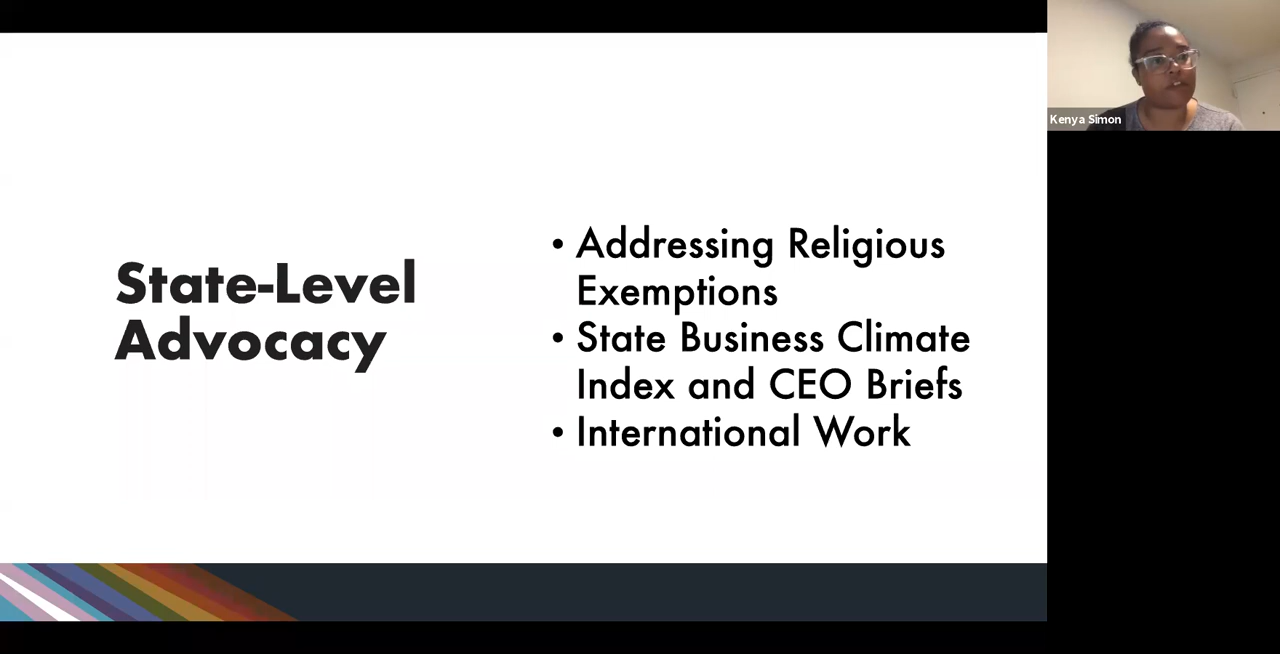 State-Level
Advocacy
• Addressing Religious
Exemptions
• State Business Climate
Index and CEO Briefs
• International Work
Kenya Simon